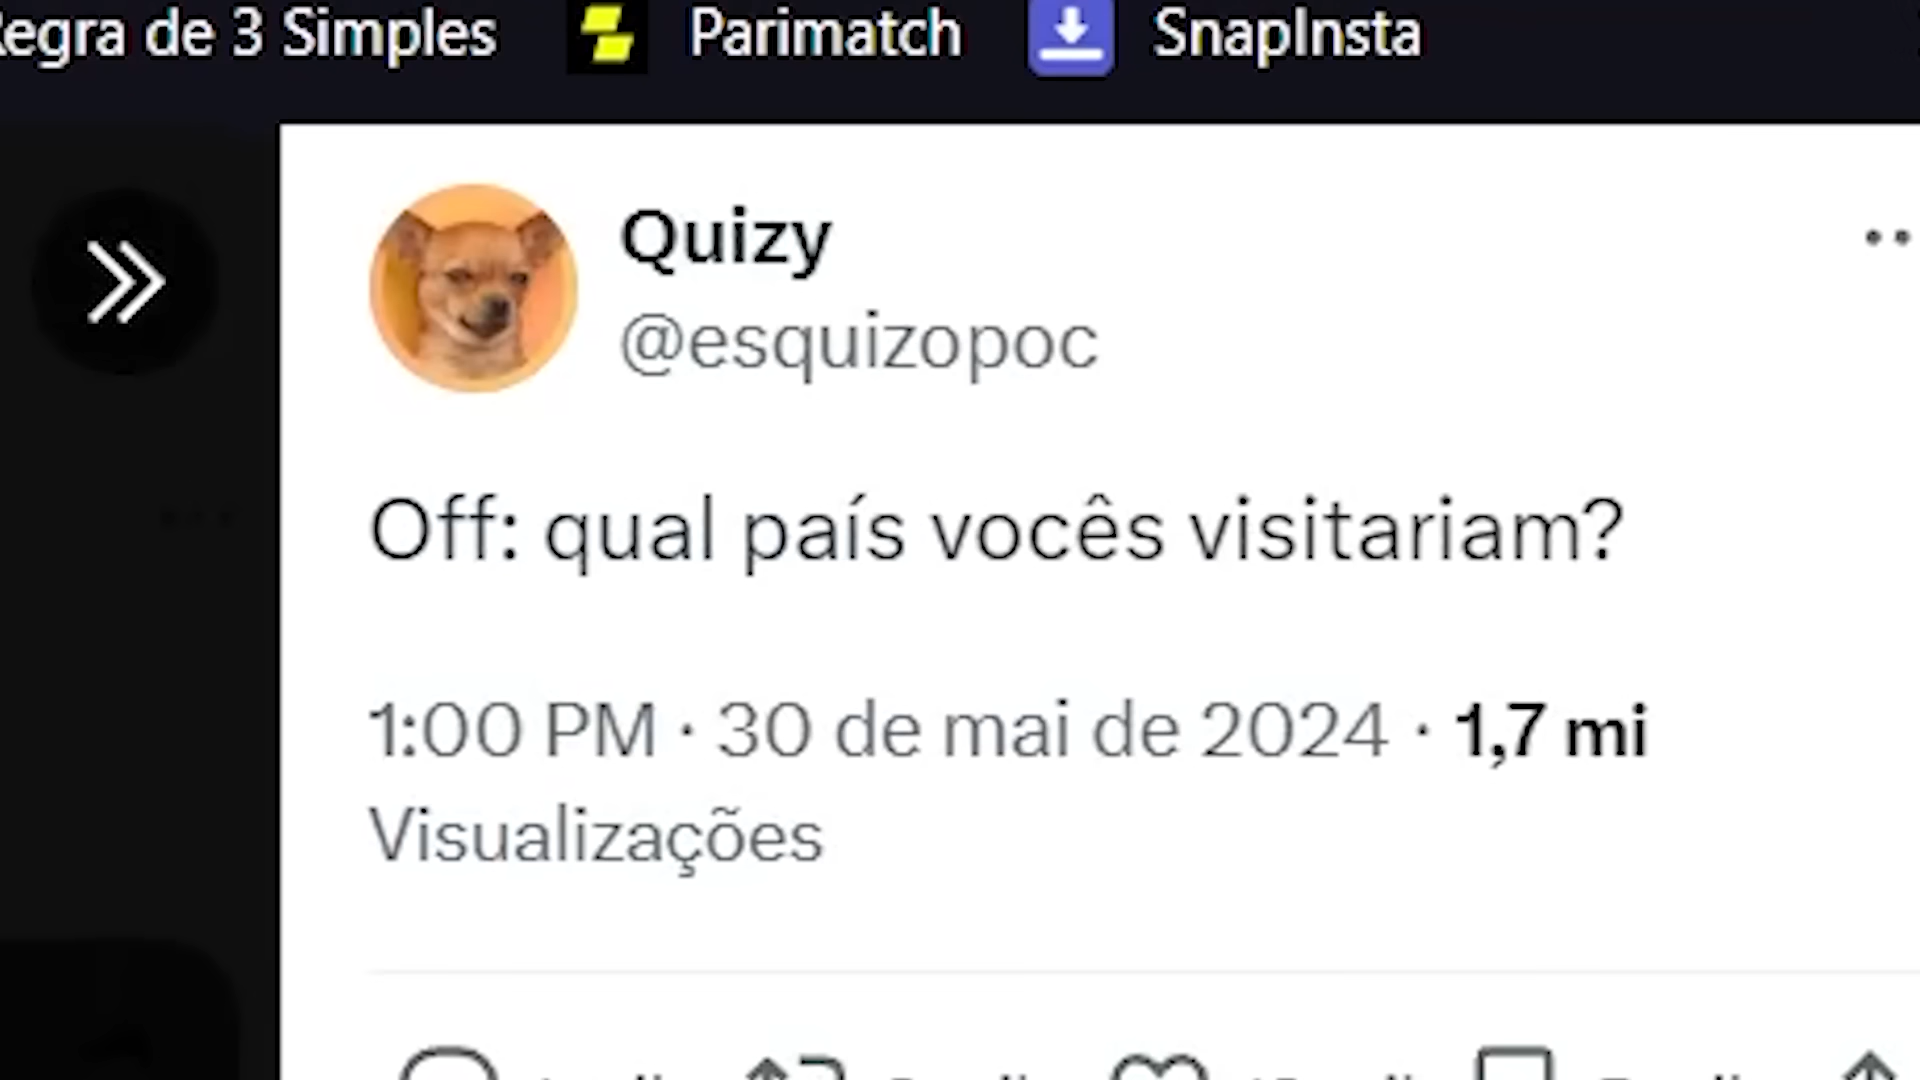 Regra de 3 Simples Parimatch SnapInsta
Quizy
@esquizopoc
Off: qual país vocês visitariam?
1:00 PM · 30 de mai de 2024 · 1,7 mi
Visualizações